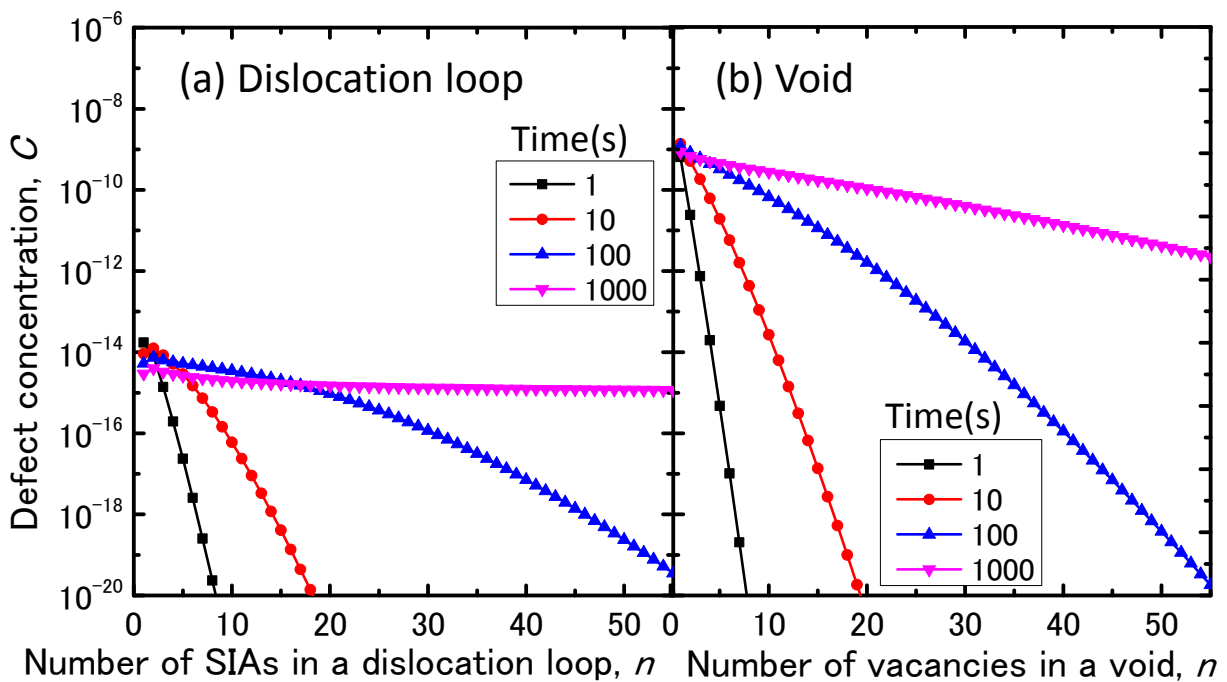 (a) Dislocation loop
(b) Void
Time(s)
1
10
100
1000
Time(s)
1
10
100
1000
Defect concentration, C
10⁻⁶
10⁻⁸
10⁻¹⁰
10⁻¹²
10⁻¹⁴
10⁻¹⁶
10⁻¹⁸
10⁻²⁰
0 10 20 30 40 50
0 10 20 30 40 50
Number of SIAs in a dislocation loop, n
Number of vacancies in a void, n